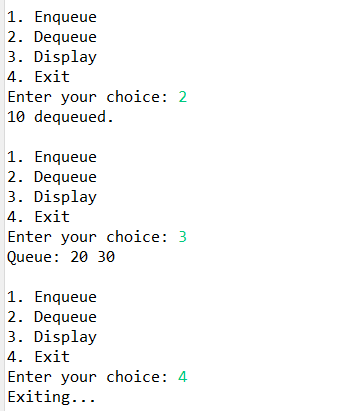 1. Enqueue
2. Dequeue
3. Display
4. Exit
Enter your choice: 2
10 dequeued.
1. Enqueue
2. Dequeue
3. Display
4. Exit
Enter your choice: 3
Queue: 20 30
1. Enqueue
2. Dequeue
3. Display
4. Exit
Enter your choice: 4
Exiting...